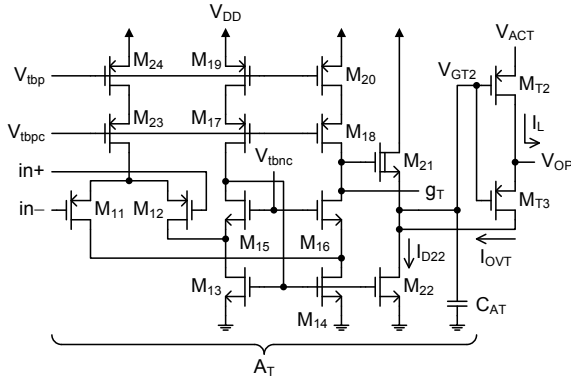 V_DD
V_ACT
M_24
M_19
M_20
V_tbp
V_GT2
M_T2
M_23
M_17
M_18
I_L
V_tbpc
V_tbnc
M_21
V_OP
in+
g_T
M_T3
in−
M_11
M_12
M_15
M_16
I_D22
I_OVT
M_13
M_14
M_22
C_AT
A_T